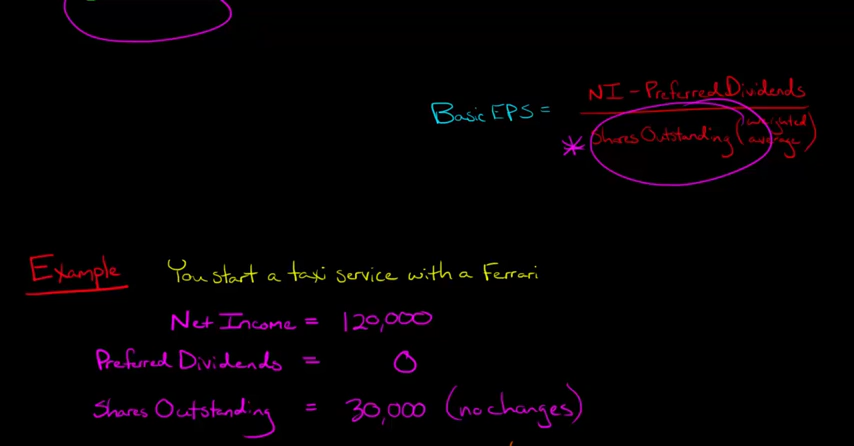 NI - Preferred Dividends
Basic EPS =
* Shares Outstanding (weighted average)
Example You start a taxi service with a Ferrari
Net Income = 120,000
Preferred Dividends = 0
Shares Outstanding = 30,000 (no changes)